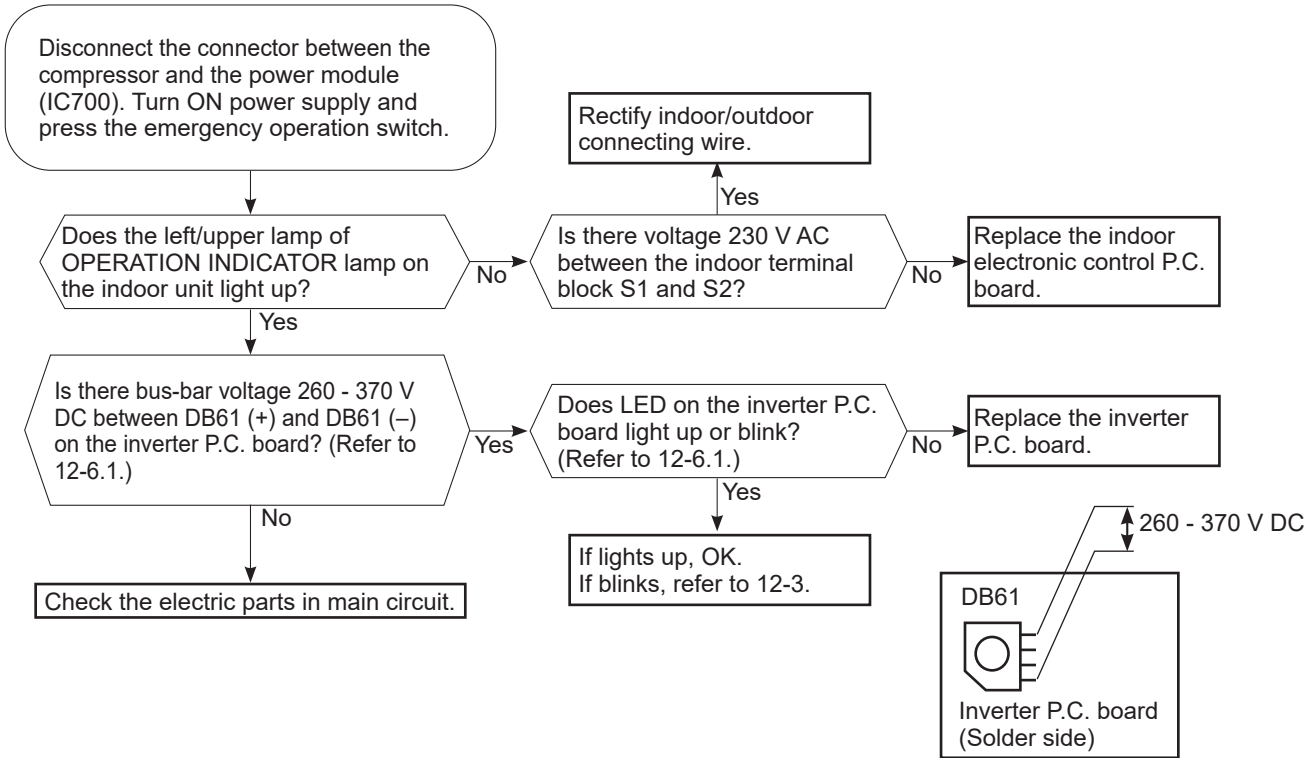 Disconnect the connector between the
compressor and the power module
(IC700). Turn ON power supply and
press the emergency operation switch.
Rectify indoor/outdoor
connecting wire.
Yes
Does the left/upper lamp of
OPERATION INDICATOR lamp on
the indoor unit light up?
No
Is there voltage 230 V AC
between the indoor terminal
block S1 and S2?
No
Replace the indoor
electronic control P.C.
board.
Yes
Is there bus-bar voltage 260 - 370 V
DC between DB61 (+) and DB61 (–)
on the inverter P.C. board? (Refer to
12-6.1.)
Yes
Does LED on the inverter P.C.
board light up or blink?
(Refer to 12-6.1.)
No
Replace the inverter
P.C. board.
No
Yes
Check the electric parts in main circuit.
If lights up, OK.
If blinks, refer to 12-3.
260 - 370 V DC
DB61
Inverter P.C. board
(Solder side)